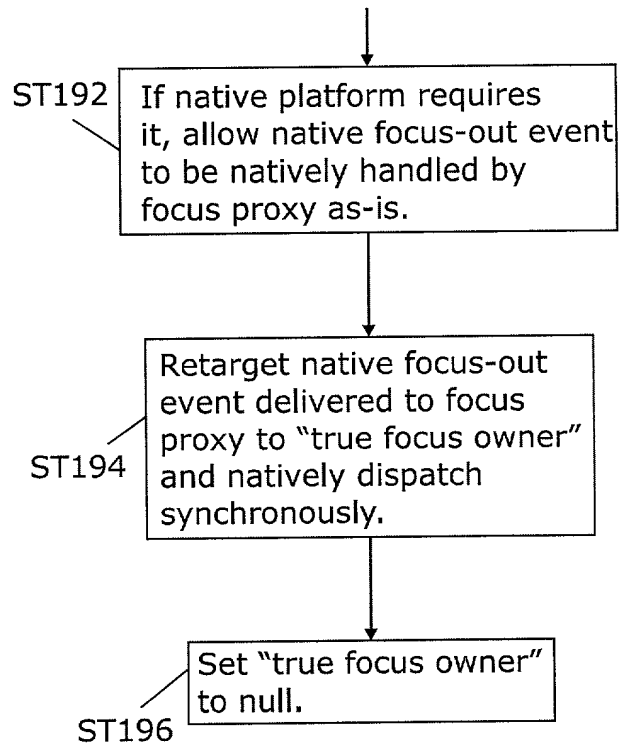 ST192
If native platform requires
it, allow native focus-out event
to be natively handled by
focus proxy as-is.
Retarget native focus-out
event delivered to focus
proxy to “true focus owner”
and natively dispatch
synchronously.
ST194
Set “true focus owner”
to null.
ST196